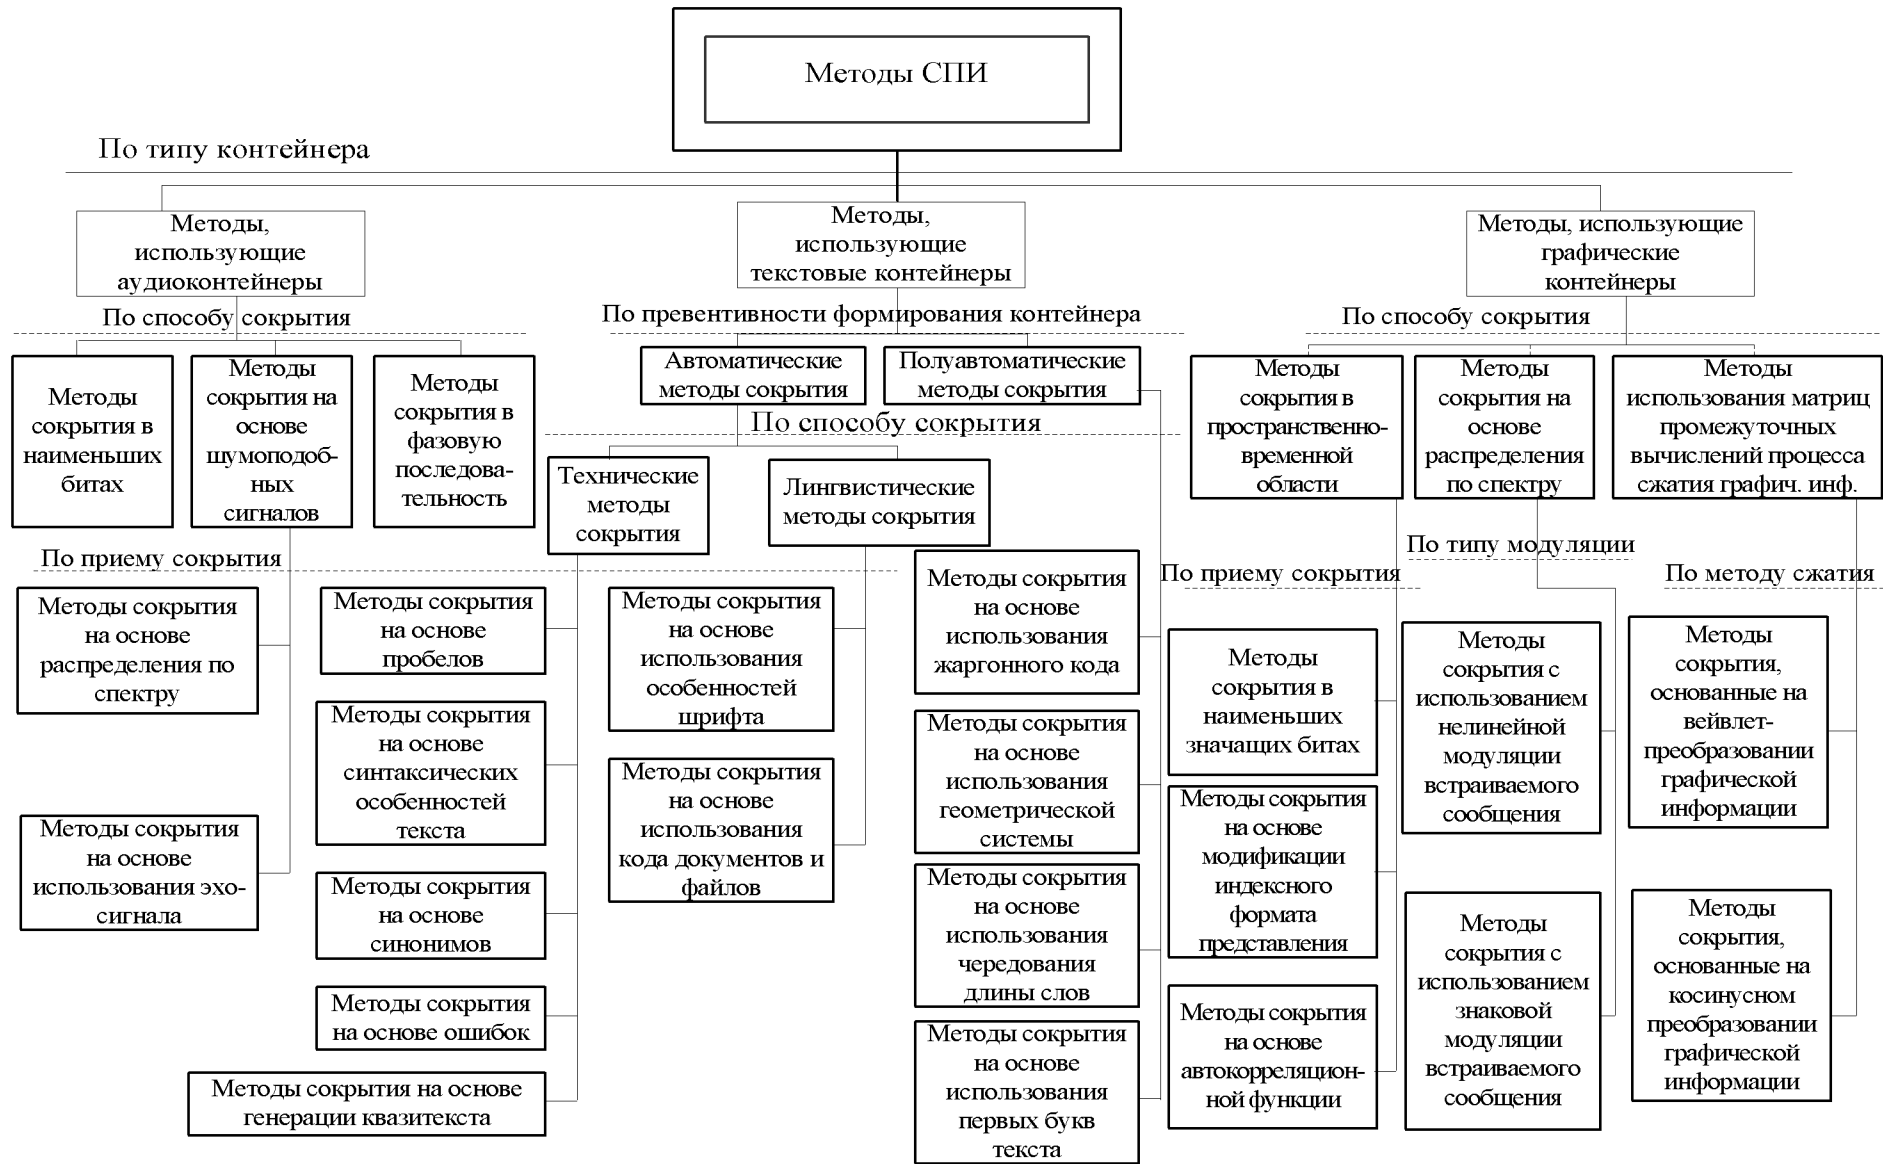 Методы СПИ
По типу контейнера
Методы,
использующие
аудиоконтейнеры
Методы,
использующие
текстовые контейнеры
Методы, использующие
графические
контейнеры
По способу сокрытия
По превентивности формирования контейнера
По способу сокрытия
Методы
сокрытия в
наименьших
битах
Методы
сокрытия на
основе
шумоподоб-
ных
сигналов
Методы
сокрытия в
фазовую
последова-
тельность
Автоматические
методы сокрытия
Полуавтоматические
методы сокрытия
Методы
сокрытия в
пространственно-
временной
области
Методы
сокрытия на
основе
распределения
по спектру
Методы
использования матриц
промежуточных
вычислений процесса
сжатия графич. инф.
По способу сокрытия
Технические
методы
сокрытия
Лингвистические
методы сокрытия
По приему сокрытия
По приему сокрытия
По типу модуляции
По методу сжатия
Методы сокрытия
на основе
распределения по
спектру
Методы сокрытия
на основе
использования эхо-
сигнала
Методы сокрытия
на основе
пробелов
Методы сокрытия
на основе
синтаксических
особенностей
текста
Методы сокрытия
на основе
синонимов
Методы сокрытия
на основе ошибок
Методы сокрытия на основе
генерации квазитекста
Методы сокрытия
на основе
использования
особенностей
шрифта
Методы сокрытия
на основе
использования
кода документов и
файлов
Методы сокрытия
на основе
использования
жаргонного кода
Методы сокрытия
на основе
использования
геометрической
системы
Методы сокрытия
на основе
использования
чередования
длины слов
Методы сокрытия
на основе
использования
первых букв
текста
Методы
сокрытия в
наименьших
значащих битах
Методы сокрытия
на основе
модификации
индексного
формата
представления
Методы сокрытия
на основе
автокорреляцион-
ной функции
Методы
сокрытия с
использованием
нелинейной
модуляции
встраиваемого
сообщения
Методы
сокрытия с
использованием
знаковой
модуляции
встраиваемого
сообщения
Методы
сокрытия,
основанные на
вейвлет-
преобразовании
графической
информации
Методы
сокрытия,
основанные на
косинусном
преобразовании
графической
информации